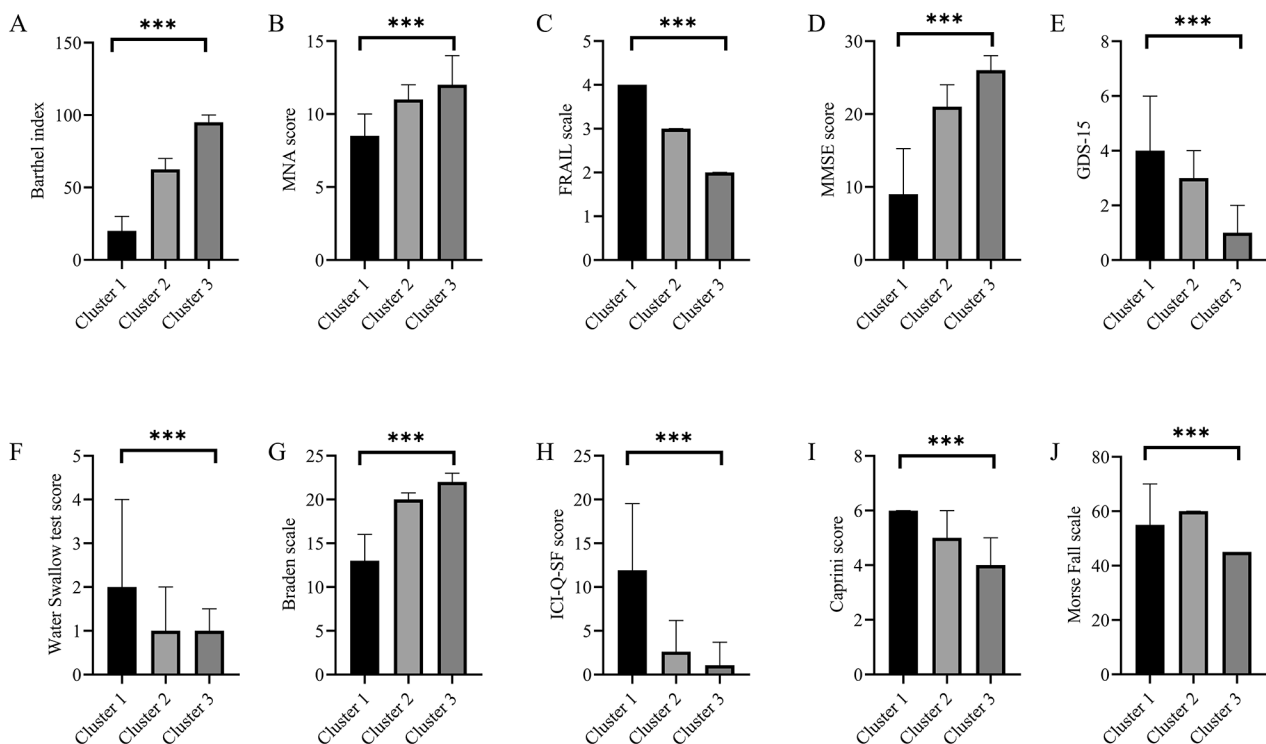 A
***
Barthel index
150
100
50
0
Cluster 1
Cluster 2
Cluster 3
B
***
MNA score
15
10
5
0
Cluster 1
Cluster 2
Cluster 3
C
***
FRAIL scale
5
4
3
2
1
0
Cluster 1
Cluster 2
Cluster 3
D
***
MMSE score
30
20
10
0
Cluster 1
Cluster 2
Cluster 3
E
***
GDS-15
8
6
4
2
0
Cluster 1
Cluster 2
Cluster 3
F
***
Water Swallow test score
5
4
3
2
1
0
Cluster 1
Cluster 2
Cluster 3
G
***
Braden scale
25
20
15
10
5
0
Cluster 1
Cluster 2
Cluster 3
H
***
ICI-Q-SF score
25
20
15
10
5
0
Cluster 1
Cluster 2
Cluster 3
I
***
Caprini score
8
6
4
2
0
Cluster 1
Cluster 2
Cluster 3
J
***
Morse Fall scale
80
60
40
20
0
Cluster 1
Cluster 2
Cluster 3